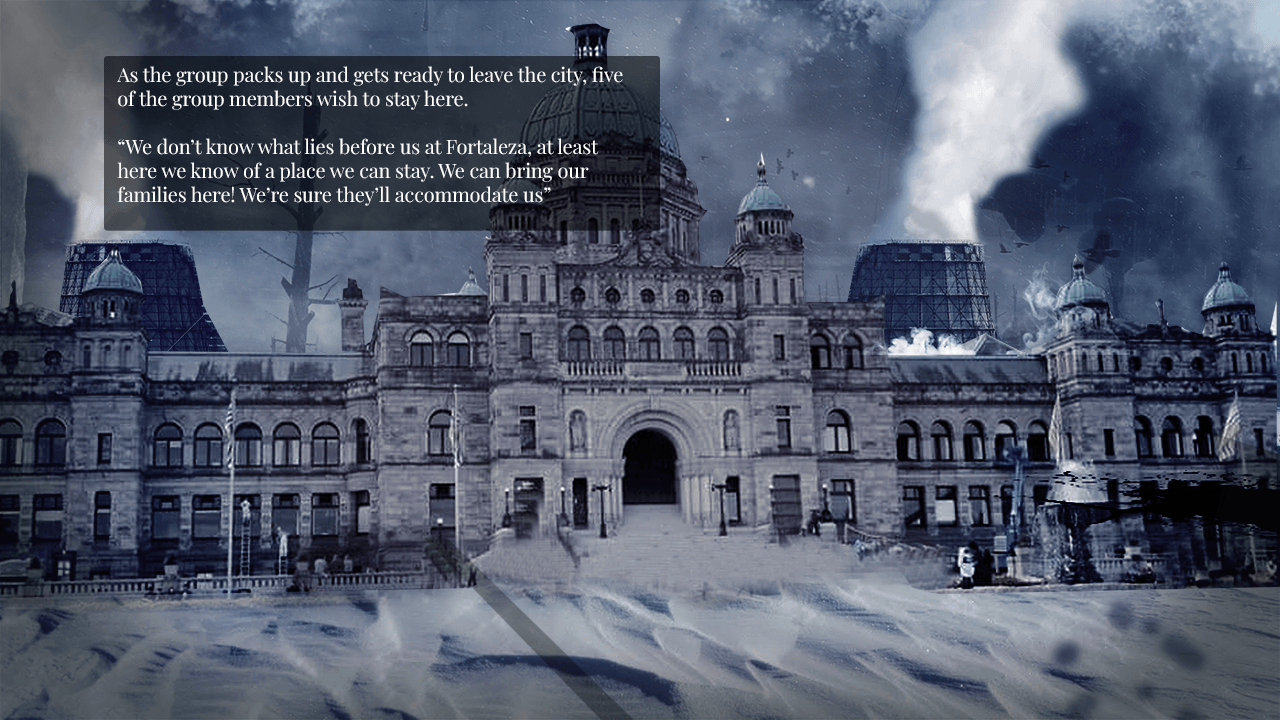 As the group packs up and gets ready to leave the city, five
of the group members wish to stay here.
“We don’t know what lies before us at Fortaleza, at least
here we know of a place we can stay. We can bring our
families here! We’re sure they’ll accommodate us”